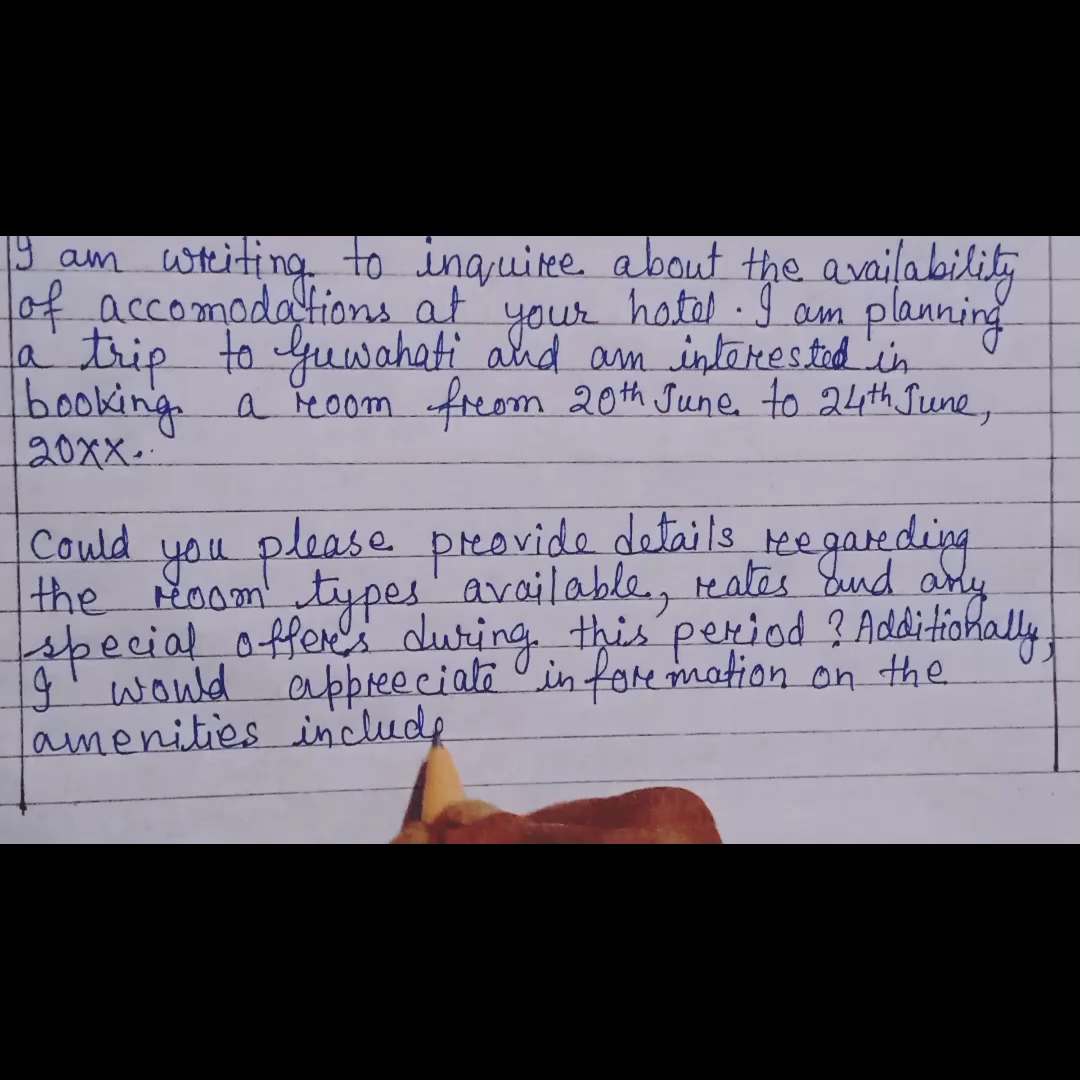 I am writing to inquire about the availability
of accomodations at your hotel. I am planning
a trip to Guwahati and am interested in
booking a room from 20th June to 24th June,
20XX.
Could you please provide details regarding
the room types available, rates and any
special offers during this period? Additionally,
I would appreciate information on the
amenities include